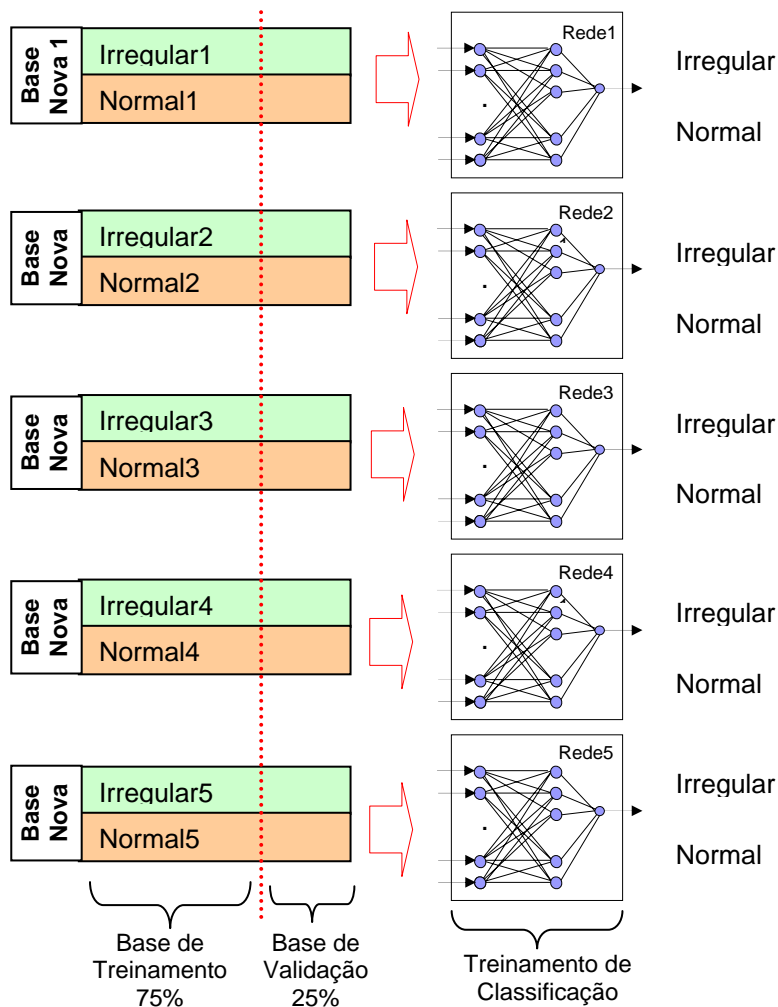 Base
Nova 1
Irregular1
Normal1
Rede1
Irregular
Normal
Base
Nova
Irregular2
Normal2
Rede2
Irregular
Normal
Base
Nova
Irregular3
Normal3
Rede3
Irregular
Normal
Base
Nova
Irregular4
Normal4
Rede4
Irregular
Normal
Base
Nova
Irregular5
Normal5
Rede5
Irregular
Normal
Base de
Treinamento
75%
Base de
Validação
25%
Treinamento de
Classificação